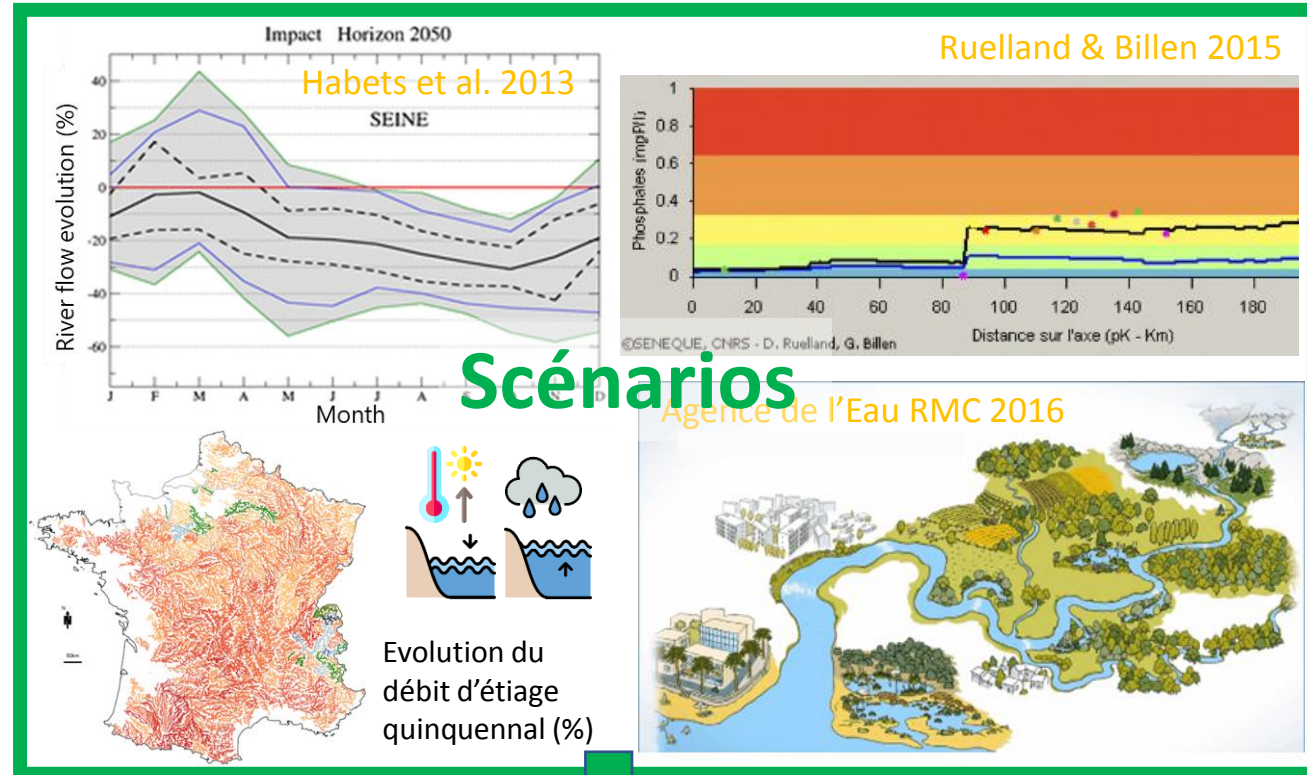 Impact Horizon 2050
Habets et al. 2013
SEINE
River flow evolution (%)
40
20
0
-20
-40
-60
J F M A M J J A S O N D
Month
Ruelland & Billen 2015
Phosphates (mgP/l)
1
0.8
0.6
0.4
0.2
0
0 20 40 60 80 100 120 140 160 180
Distance sur l'axe (pK - Km)
©SENEQUE, CNRS - D. Ruelland, G. Billen
Scénarios
Agence de l'Eau RMC 2016
N
Evolution du
débit d'étiage
quinquennal (%)